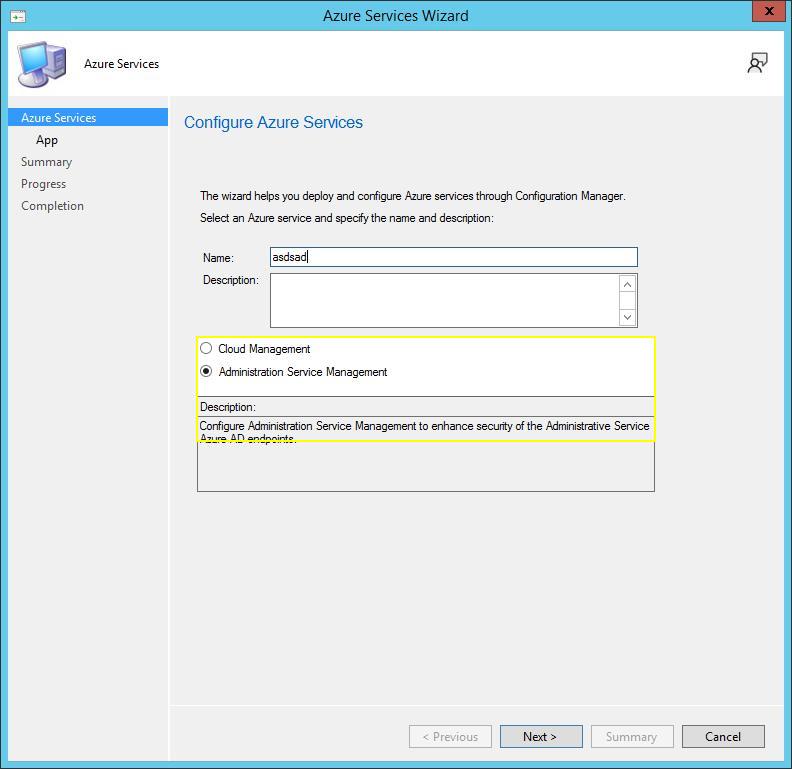 Azure Services Wizard
x
Azure Services
Azure Services
App
Summary
Progress
Completion
Configure Azure Services
The wizard helps you deploy and configure Azure services through Configuration Manager.
Select an Azure service and specify the name and description:
Name:
asdsad
Description:
Cloud Management
Administration Service Management
Description:
Configure Administration Service Management to enhance security of the Administrative Service
Azure AD endpoints.
< Previous
Next >
Summary
Cancel